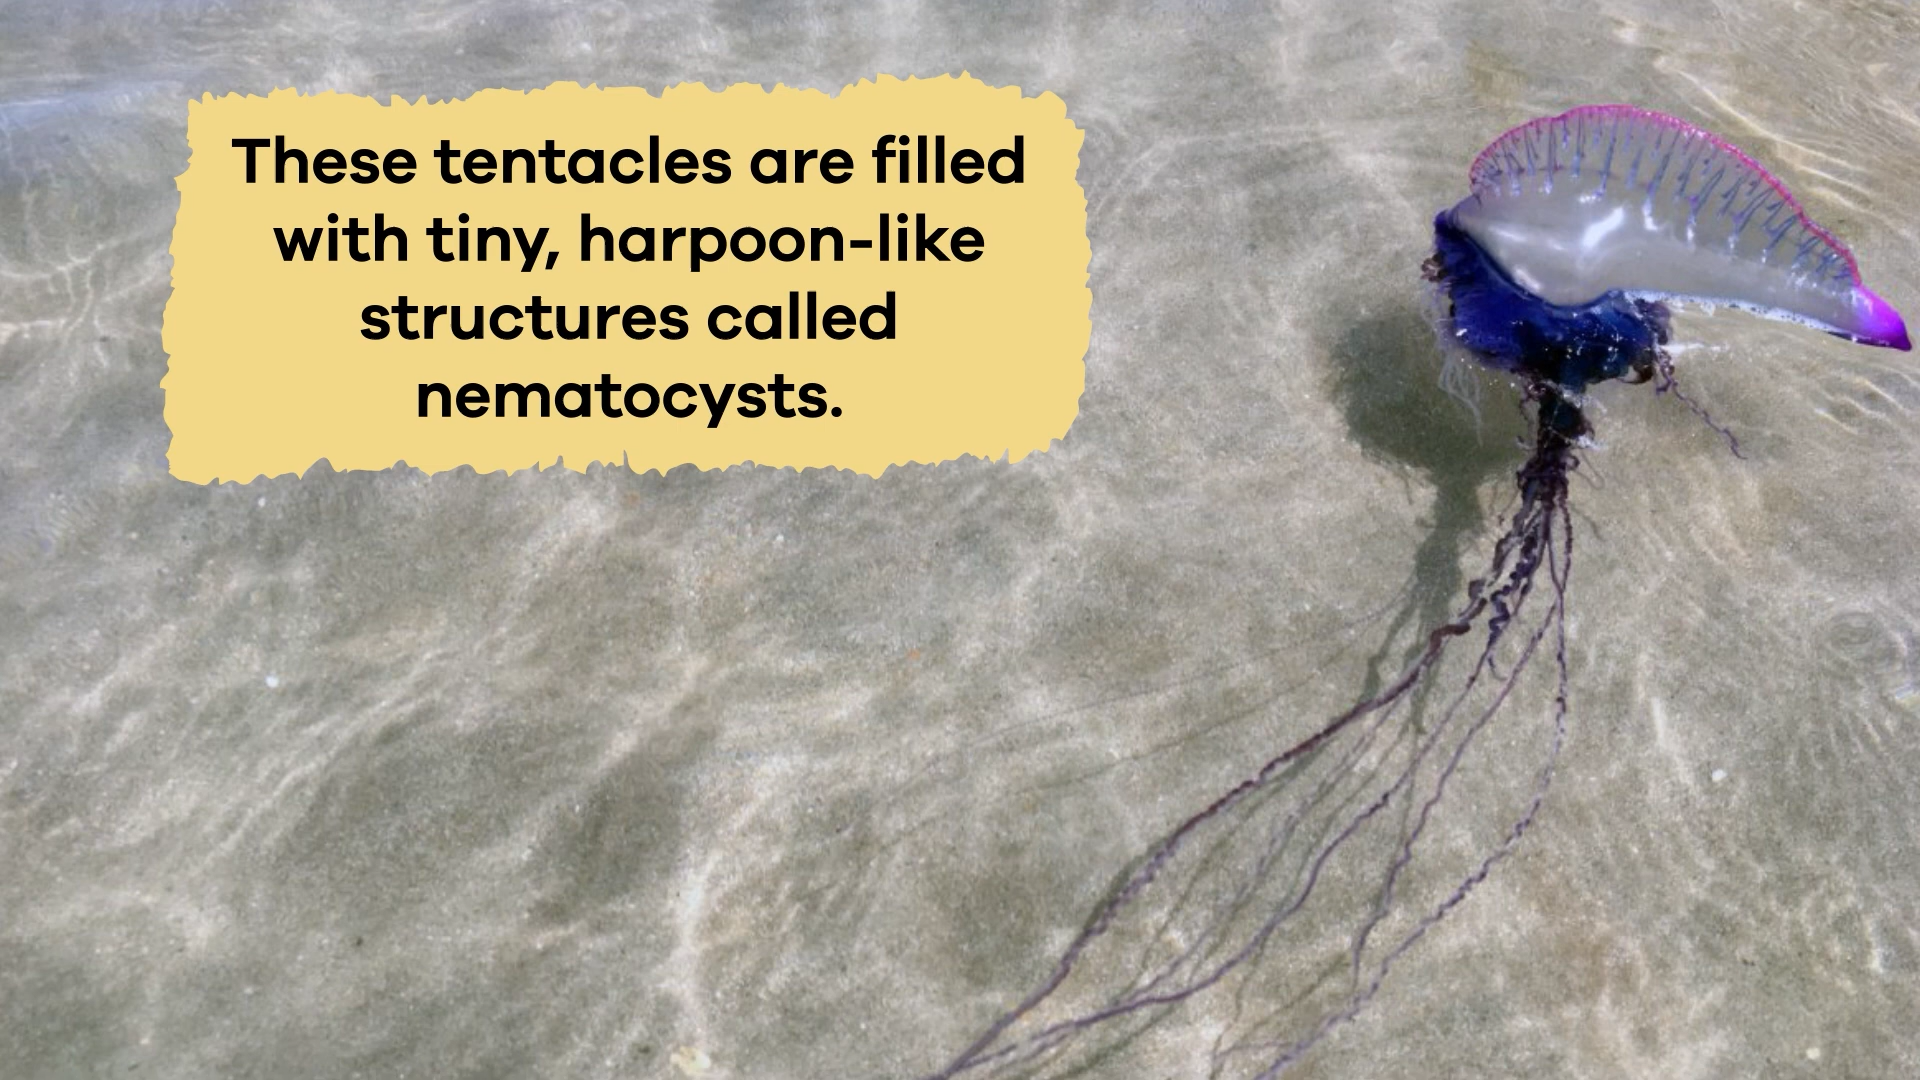 These tentacles are filled
with tiny, harpoon-like
structures called
nematocysts.